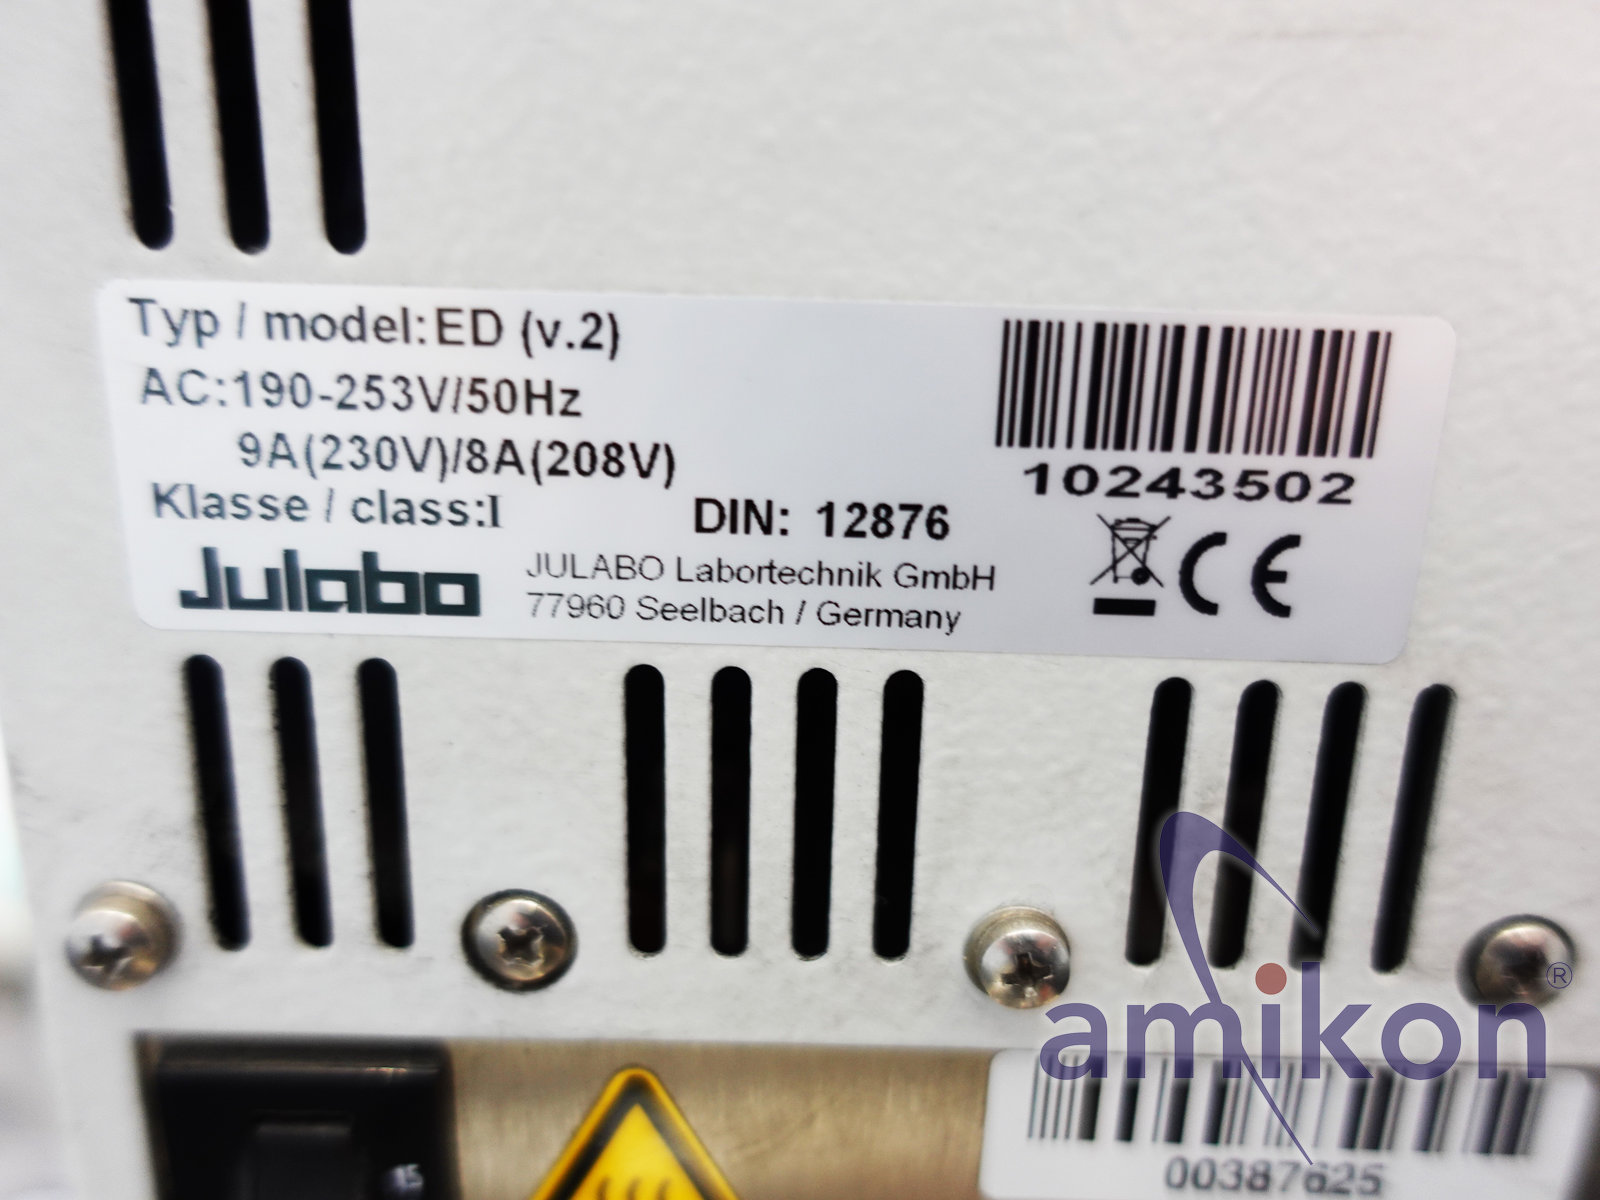 Typ / model:ED (v.2)
AC:190-253V/50Hz
9A(230V)/8A(208V)
Klasse / class:I
DIN: 12876
10243502
CE
Julabo
JULABO Labortechnik GmbH
77960 Seelbach / Germany
amikon®
15
00387625